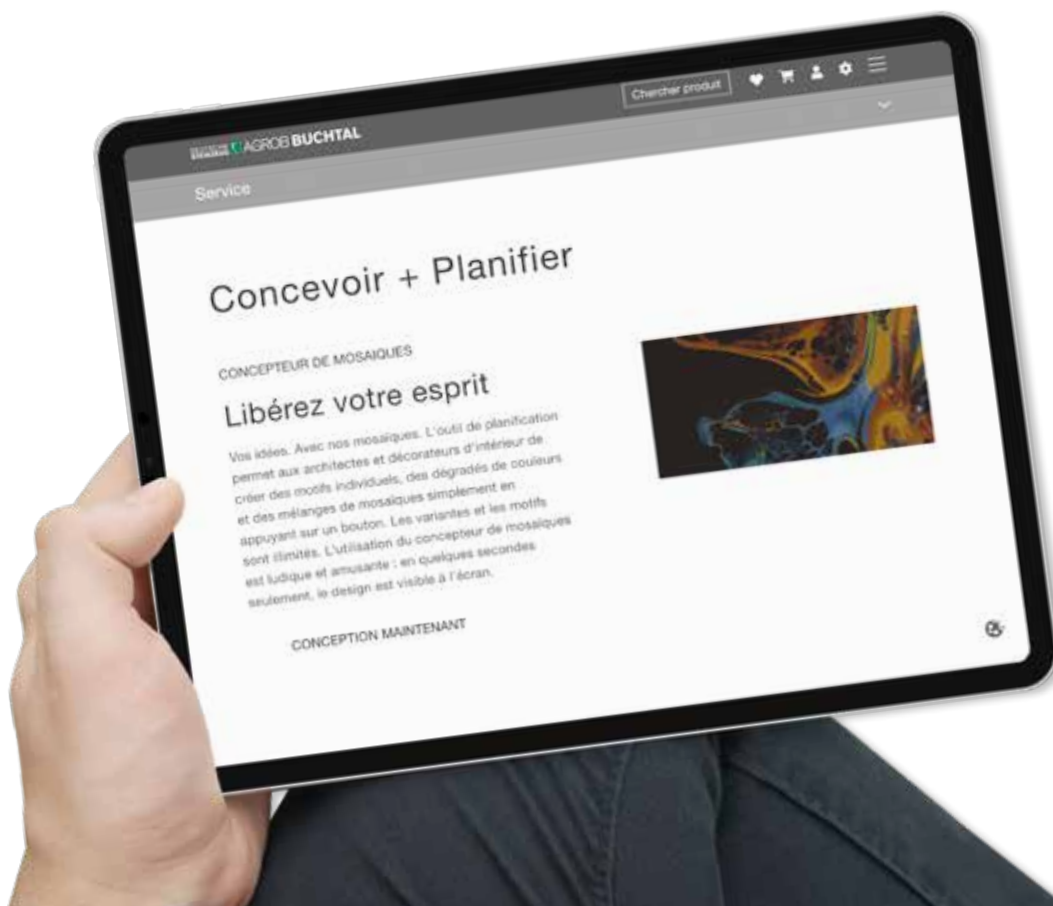 AGROB BUCHTAL
Chercher produit
Service
Concevoir + Planifier
CONCEPTEUR DE MOSAIQUES
Libérez votre esprit
Vos idées. Avec nos mosaïques. L'outil de planification
permet aux architectes et décorateurs d'intérieur de
créer des motifs individuels, des dégradés de couleurs
et des mélanges de mosaïques simplement en
appuyant sur un bouton. Les variantes et les motifs
sont illimités. L'utilisation du concepteur de mosaïques
est ludique et amusante : en quelques secondes
seulement, le design est visible à l'écran.
CONCEPTION MAINTENANT